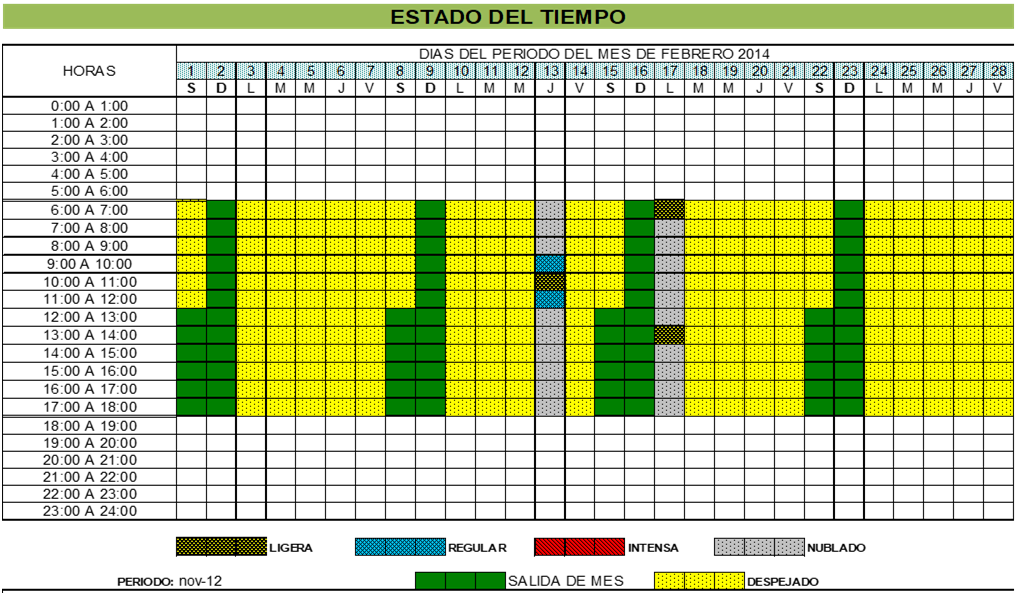 ESTADO DEL TIEMPO
HORAS
DIAS DEL PERIODO DEL MES DE FEBRERO 2014
1 2 3 4 5 6 7 8 9 10 11 12 13 14 15 16 17 18 19 20 21 22 23 24 25 26 27 28
S D L M M J V S D L M M J V S D L M M J V S D L M M J V
0:00 A 1:00
1:00 A 2:00
2:00 A 3:00
3:00 A 4:00
4:00 A 5:00
5:00 A 6:00
6:00 A 7:00
7:00 A 8:00
8:00 A 9:00
9:00 A 10:00
10:00 A 11:00
11:00 A 12:00
12:00 A 13:00
13:00 A 14:00
14:00 A 15:00
15:00 A 16:00
16:00 A 17:00
17:00 A 18:00
18:00 A 19:00
19:00 A 20:00
20:00 A 21:00
21:00 A 22:00
22:00 A 23:00
23:00 A 24:00
LIGERA REGULAR INTENSA NUBLADO
PERIODO: nov-12 SALIDA DE MES DESPEJADO